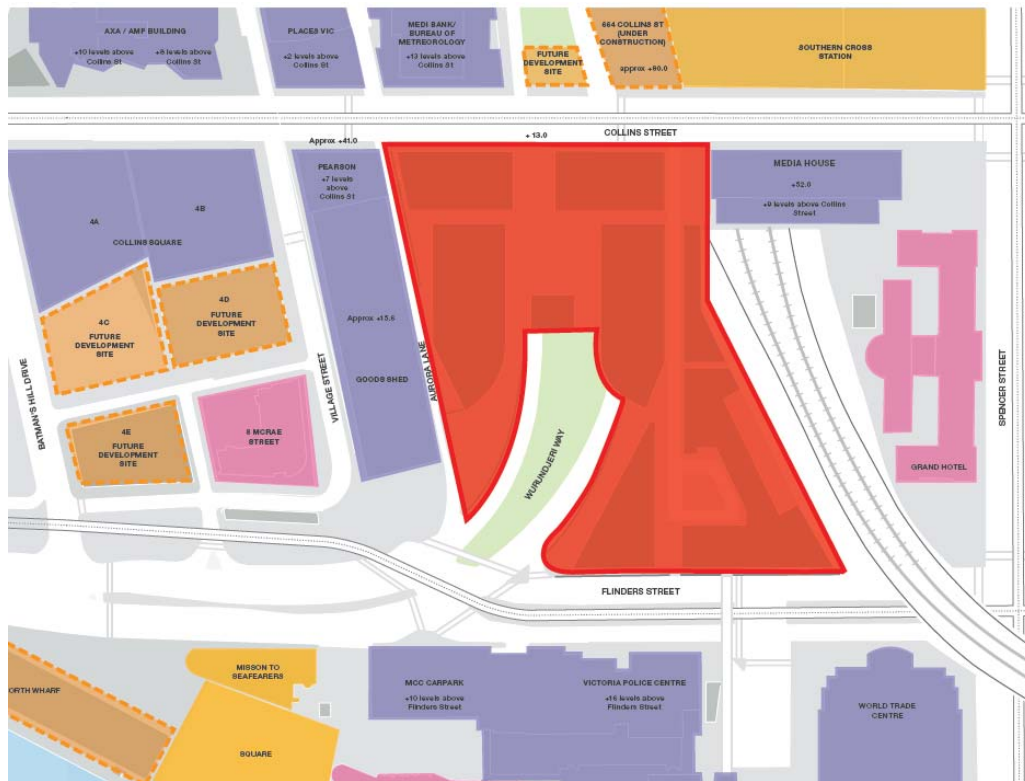 AXA / AMF BUILDING
+10 levels above
Collins St
+6 levels above
Collins St
PLACES VIC
+2 levels above
Collins St
MEDI BANK/
BUREAU OF
METREOROLOGY
+13 levels above
Collins St
FUTURE
DEVELOPMENT
SITE
664 COLLINS ST
(UNDER
CONSTRUCTION)
approx +80.0
SOUTHERN CROSS
STATION
Approx +41.0
+ 13.0
COLLINS STREET
PEARSON
+7 levels
above
Collins St
MEDIA HOUSE
+52.0
+9 levels above Collins
Street
4A
4B
COLLINS SQUARE
4C
FUTURE
DEVELOPMENT
SITE
4D
FUTURE
DEVELOPMENT
SITE
Approx +15.6
GOODS SHED
AURORA LANE
VILLAGE STREET
BATMAN'S HILL DRIVE
SPENCER STREET
4E
FUTURE
DEVELOPMENT
SITE
8 MCRAE
STREET
WURUNDJERI WAY
GRAND HOTEL
FLINDERS STREET
MISSON TO
SEAFEARERS
ORTH WHARF
SQUARE
MCC CARPARK
+10 levels above
Flinders Street
VICTORIA POLICE CENTRE
+16 levels above
Flinders Street
WORLD TRADE
CENTRE